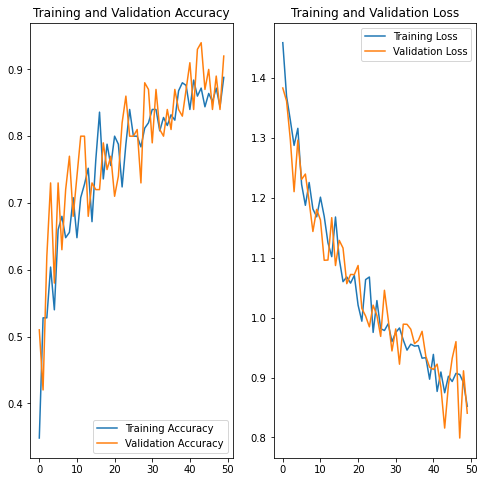 Training and Validation Accuracy
0.9
0.8
0.7
0.6
0.5
0.4
Training Accuracy
Validation Accuracy
0 10 20 30 40 50
Training and Validation Loss
Training Loss
Validation Loss
1.4
1.3
1.2
1.1
1.0
0.9
0.8
0 10 20 30 40 50